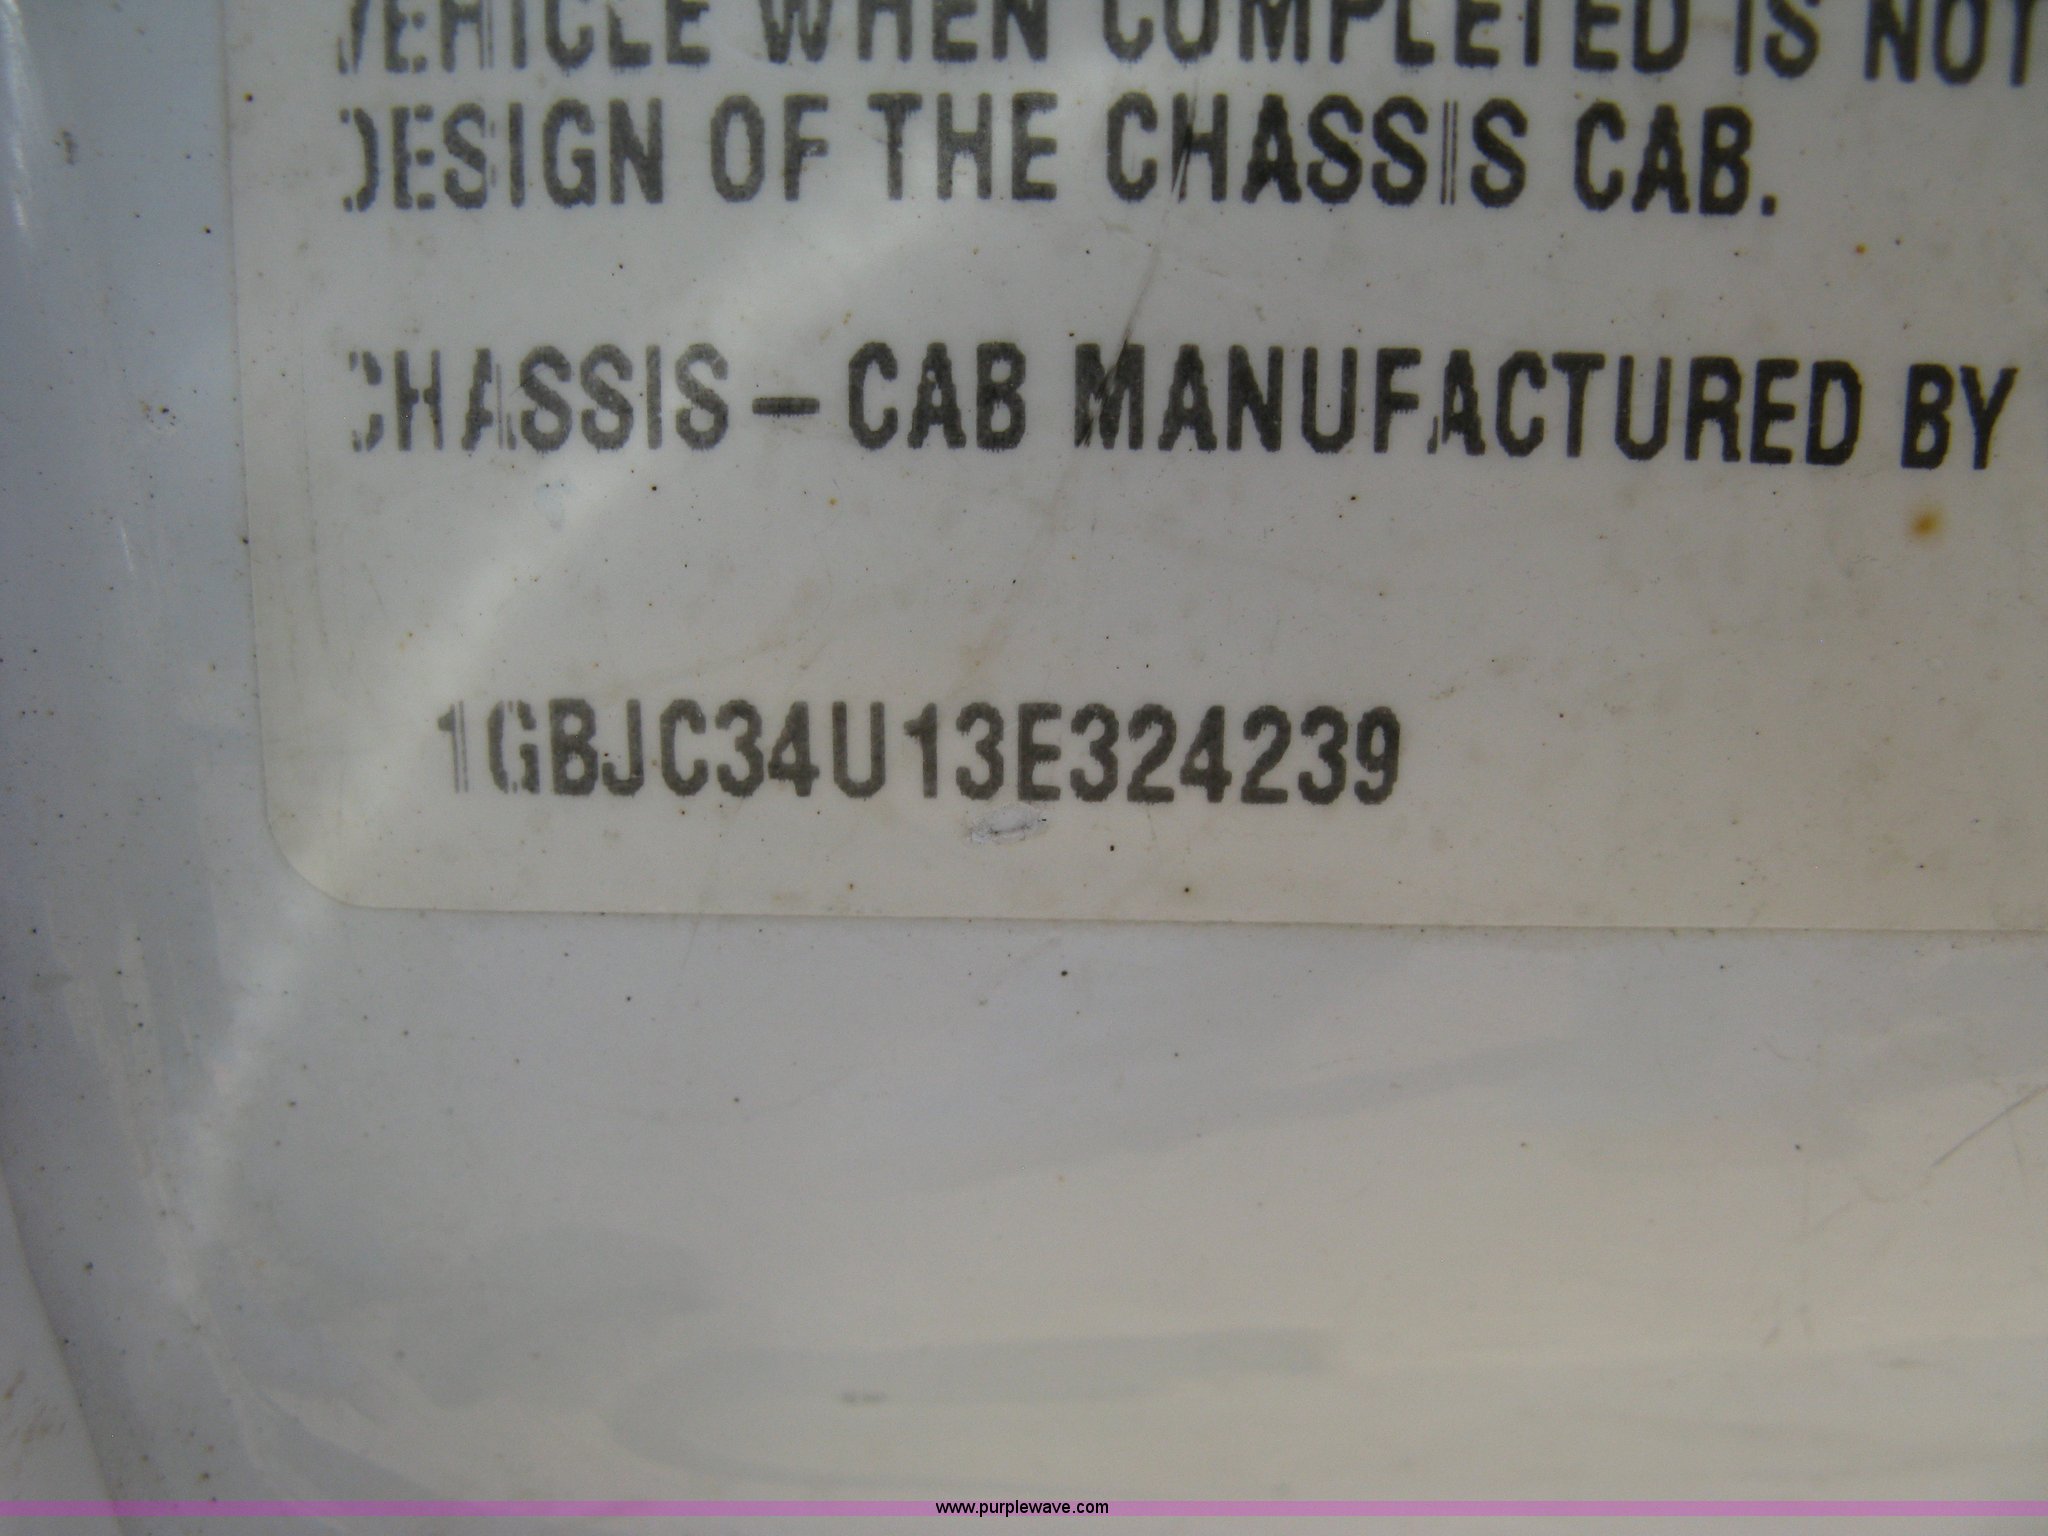 VEHICLE WHEN COMPLETED IS NOT
DESIGN OF THE CHASSIS CAB.
CHASSIS - CAB MANUFACTURED BY
1GBJC34U13E324239
www.purplewave.com